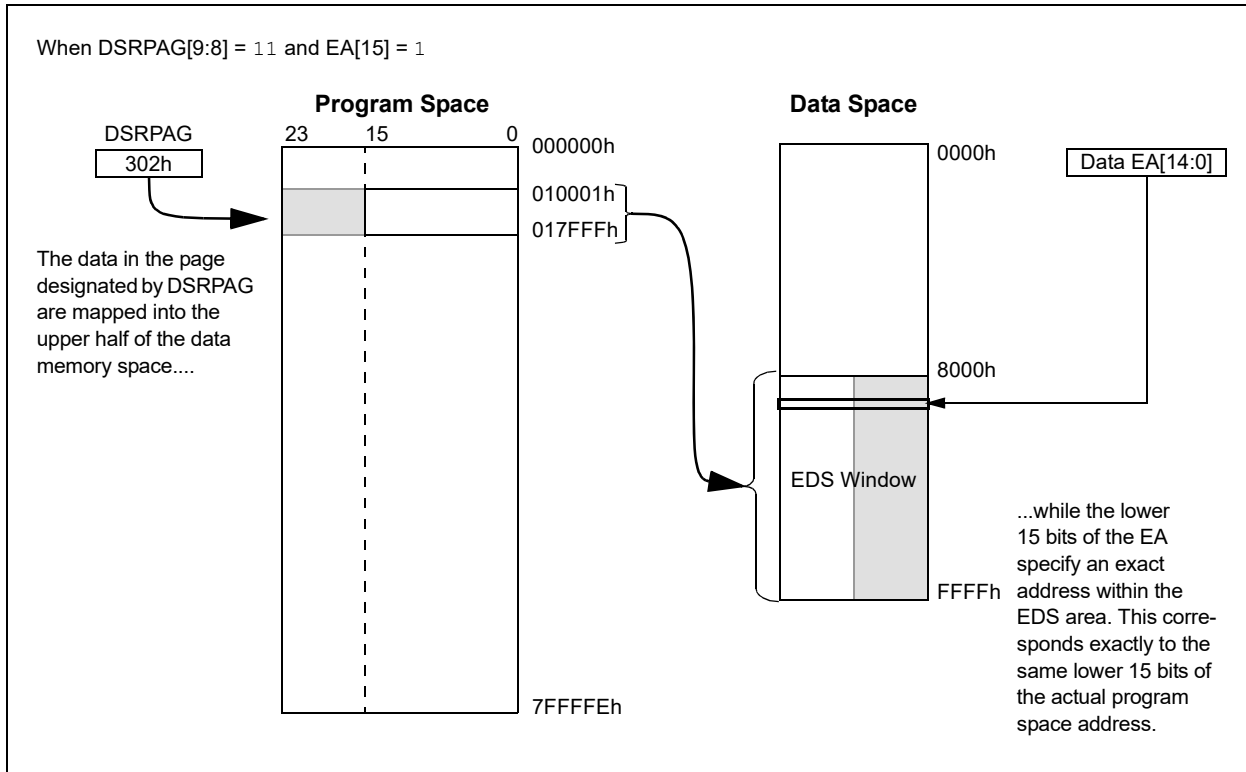 When DSRPAG[9:8] = 11 and EA[15] = 1
Program Space
Data Space
DSRPAG
302h
23
15
0
000000h
010001h
017FFFh
7FFFFEh
The data in the page
designated by DSRPAG
are mapped into the
upper half of the data
memory space....
0000h
8000h
EDS Window
FFFFh
Data EA[14:0]
...while the lower
15 bits of the EA
specify an exact
address within the
EDS area. This corre-
sponds exactly to the
same lower 15 bits of
the actual program
space address.